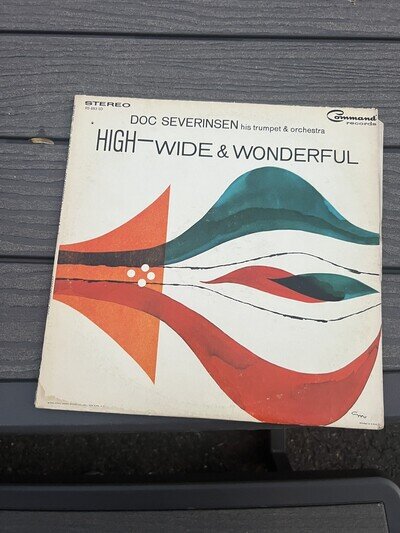 STEREO
DOC SEVERINSEN his trumpet & orchestra
Command
records
HIGH—WIDE & WONDERFUL